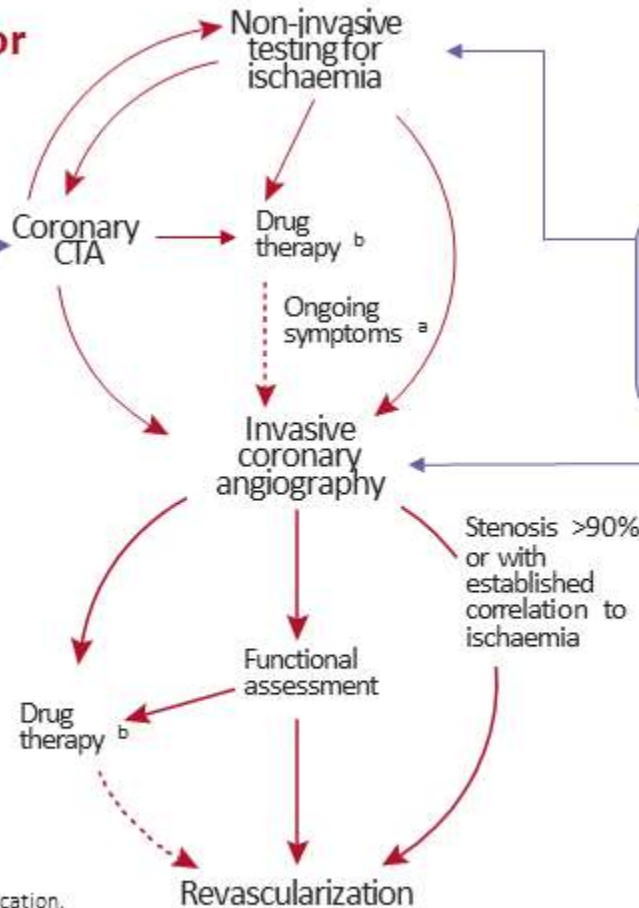 or
Non-invasive
testing for
ischaemia
Coronary
CTA
Drug
therapy b
Ongoing
symptoms a
Invasive
coronary
angiography
Stenosis >90%
or with
established
correlation to
ischaemia
Functional
assessment
Drug
therapy b
Revascularization
cation.